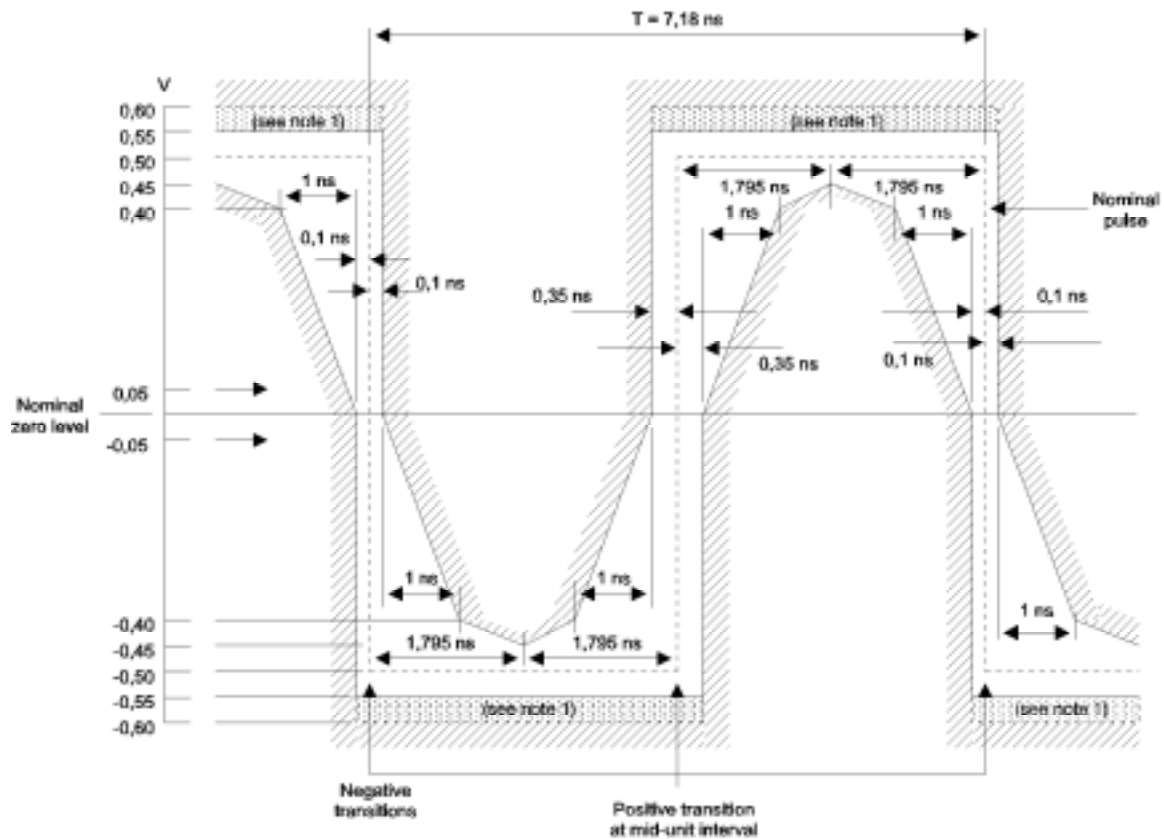 T = 7,18 ns
V
0,60
0,55
0,50
0,45
0,40
0,05
Nominal
zero level
-0,05
-0,40
-0,45
-0,50
-0,55
-0,60
(see note 1)
(see note 1)
1 ns
0,1 ns
0,1 ns
1,795 ns
1,795 ns
1 ns
1 ns
Nominal
pulse
0,35 ns
0,35 ns
0,1 ns
0,1 ns
1 ns
1 ns
1,795 ns
1,795 ns
1 ns
(see note 1)
(see note 1)
Negative
transitions
Positive transition
at mid-unit interval